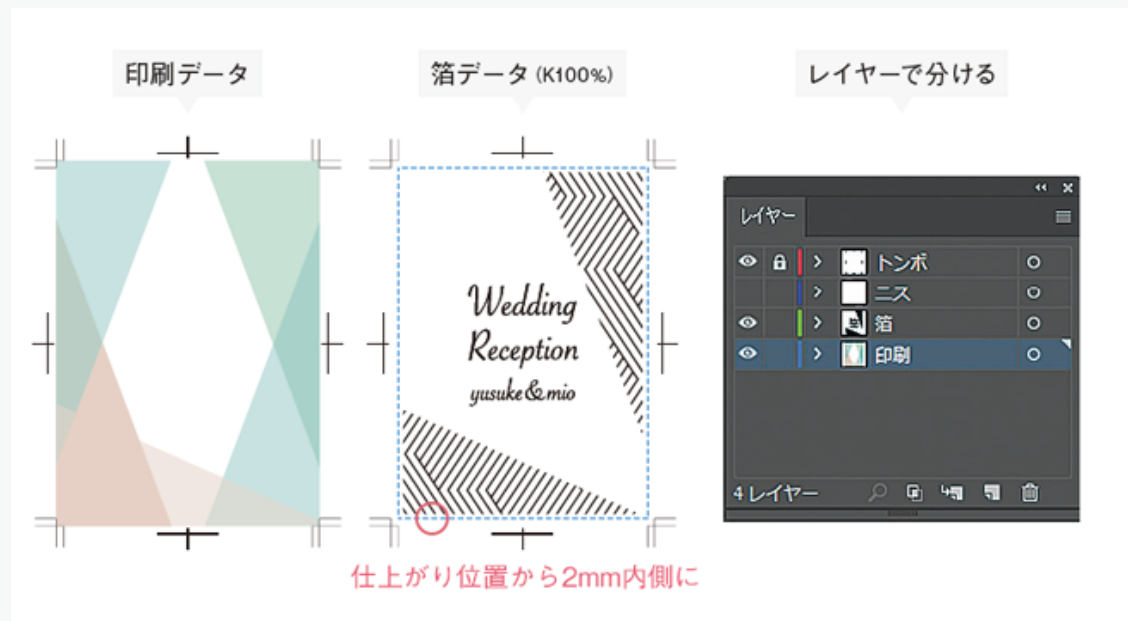 印刷データ
箔データ(K100%)
レイヤーで分ける
Wedding
Reception
yusuke&mio
レイヤー
トンボ
ニス
箔
印刷
4レイヤー
仕上がり位置から2mm内側に